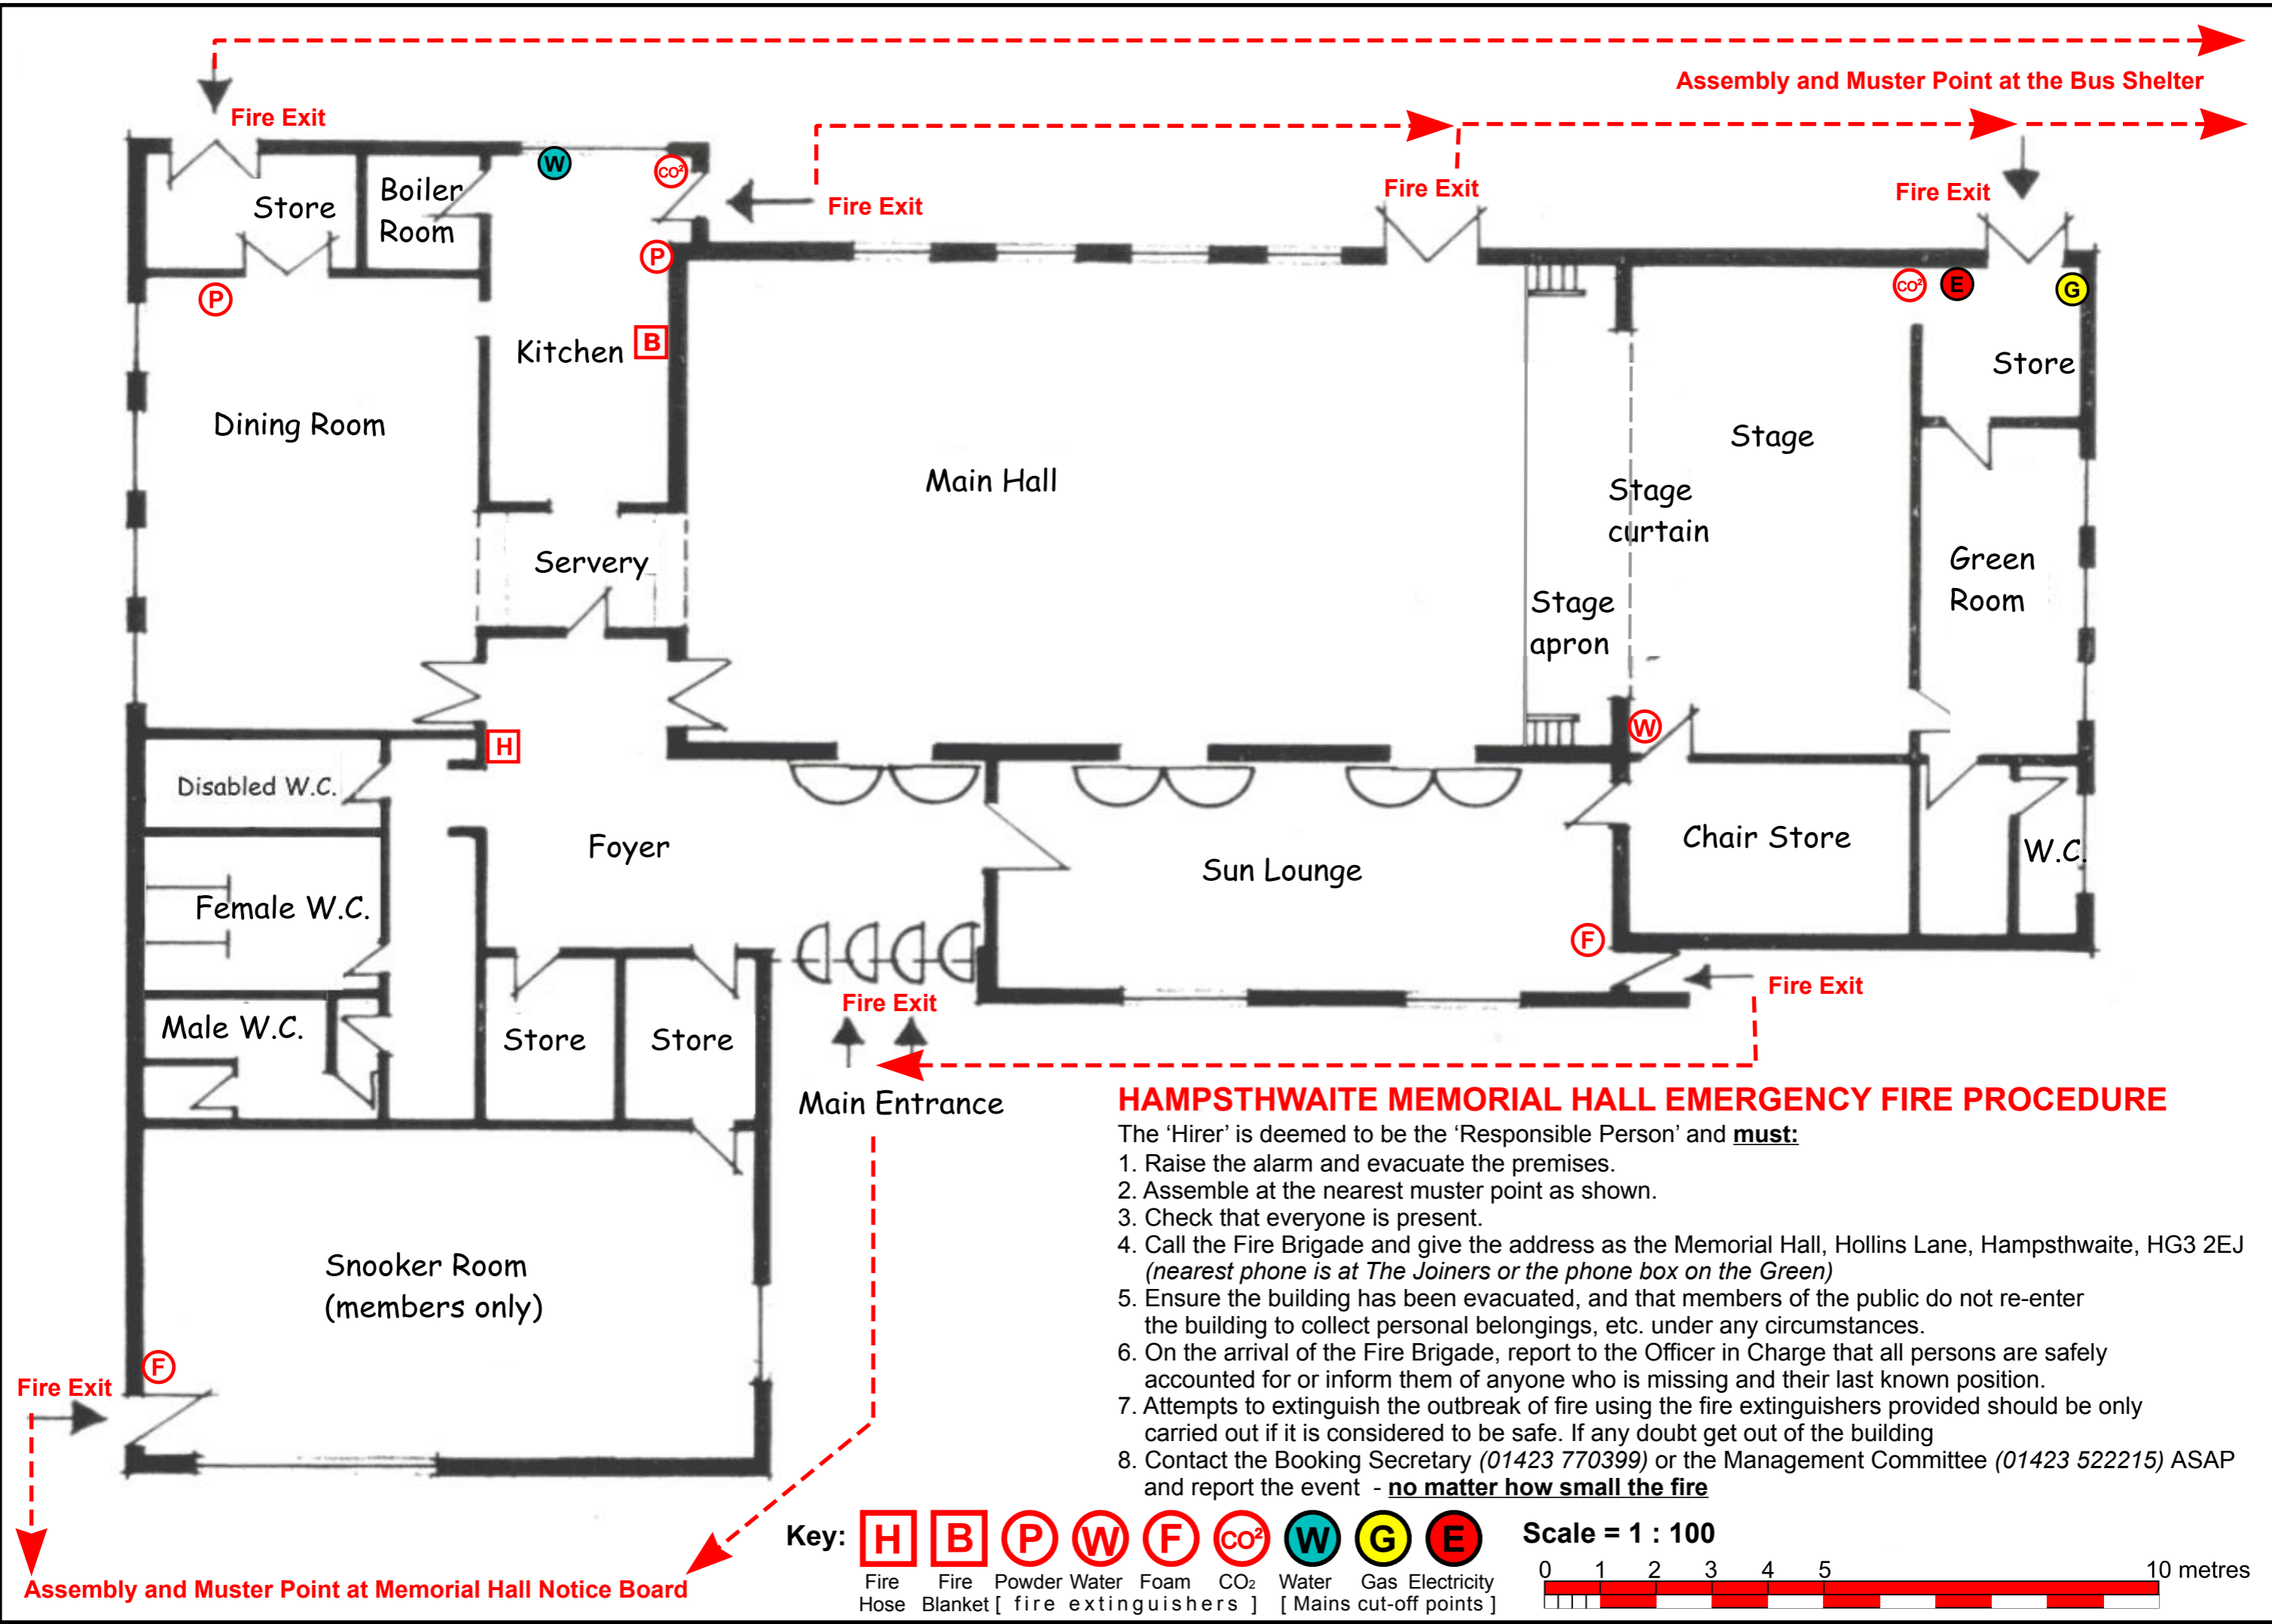 Assembly and Muster Point at the Bus Shelter
Fire Exit
Fire Exit
Fire Exit
Fire Exit
W
CO²
Store
Boiler
Room
P
P
CO²
E
G
B
Kitchen
Store
Dining Room
Main Hall
Stage
Stage
curtain
Servery
Green
Room
Stage
apron
H
W
Disabled W.C.
Foyer
Sun Lounge
Chair Store
W.C.
Female W.C.
F
Fire Exit
Fire Exit
Male W.C.
Store
Store
Main Entrance
Snooker Room
(members only)
F
Fire Exit
Assembly and Muster Point at Memorial Hall Notice Board
HAMPSTHWAITE MEMORIAL HALL EMERGENCY FIRE PROCEDURE
The ‘Hirer’ is deemed to be the ‘Responsible Person’ and must:
1. Raise the alarm and evacuate the premises.
2. Assemble at the nearest muster point as shown.
3. Check that everyone is present.
4. Call the Fire Brigade and give the address as the Memorial Hall, Hollins Lane, Hampsthwaite, HG3 2EJ
(nearest phone is at The Joiners or the phone box on the Green)
5. Ensure the building has been evacuated, and that members of the public do not re-enter
the building to collect personal belongings, etc. under any circumstances.
6. On the arrival of the Fire Brigade, report to the Officer in Charge that all persons are safely
accounted for or inform them of anyone who is missing and their last known position.
7. Attempts to extinguish the outbreak of fire using the fire extinguishers provided should be only
carried out if it is considered to be safe. If any doubt get out of the building
8. Contact the Booking Secretary (01423 770399) or the Management Committee (01423 522215) ASAP
and report the event - no matter how small the fire
Key: H B P W F CO² W G E
Fire Fire Powder Water Foam CO₂ Water Gas Electricity
Hose Blanket [ fire extinguishers ] [ Mains cut-off points ]
Scale = 1 : 100
0 1 2 3 4 5 10 metres